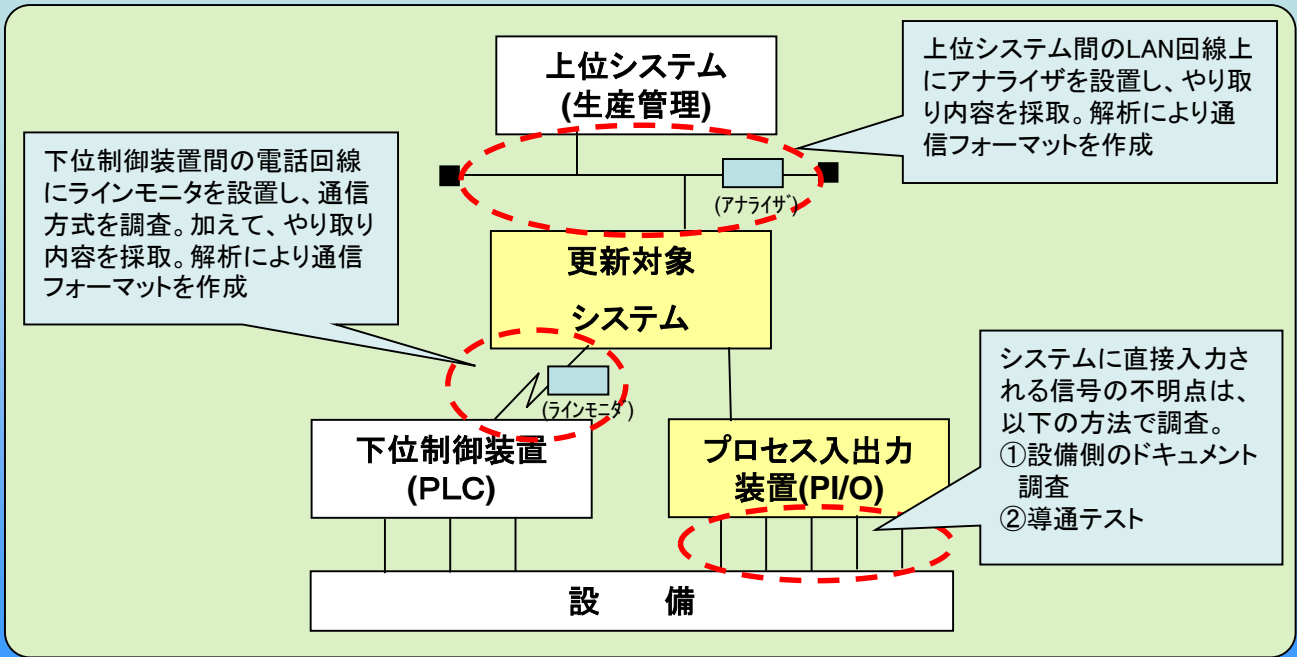 上位システム
(生産管理)
上位システム間のLAN回線上
にアナライザを設置し、やり取
り内容を採取。解析により通
信フォーマットを作成
下位制御装置間の電話回線
にラインモニタを設置し、通信
方式を調査。加えて、やり取り
内容を採取。解析により通信
フォーマットを作成
(ｱﾅﾗｲｻﾞ)
更新対象
システム
(ﾗｲﾝﾓﾆﾀﾞ)
システムに直接入力さ
れる信号の不明点は、
以下の方法で調査。
①設備側のドキュメント
調査
②導通テスト
下位制御装置
(PLC)
プロセス入出力
装置(PI/O)
設　備